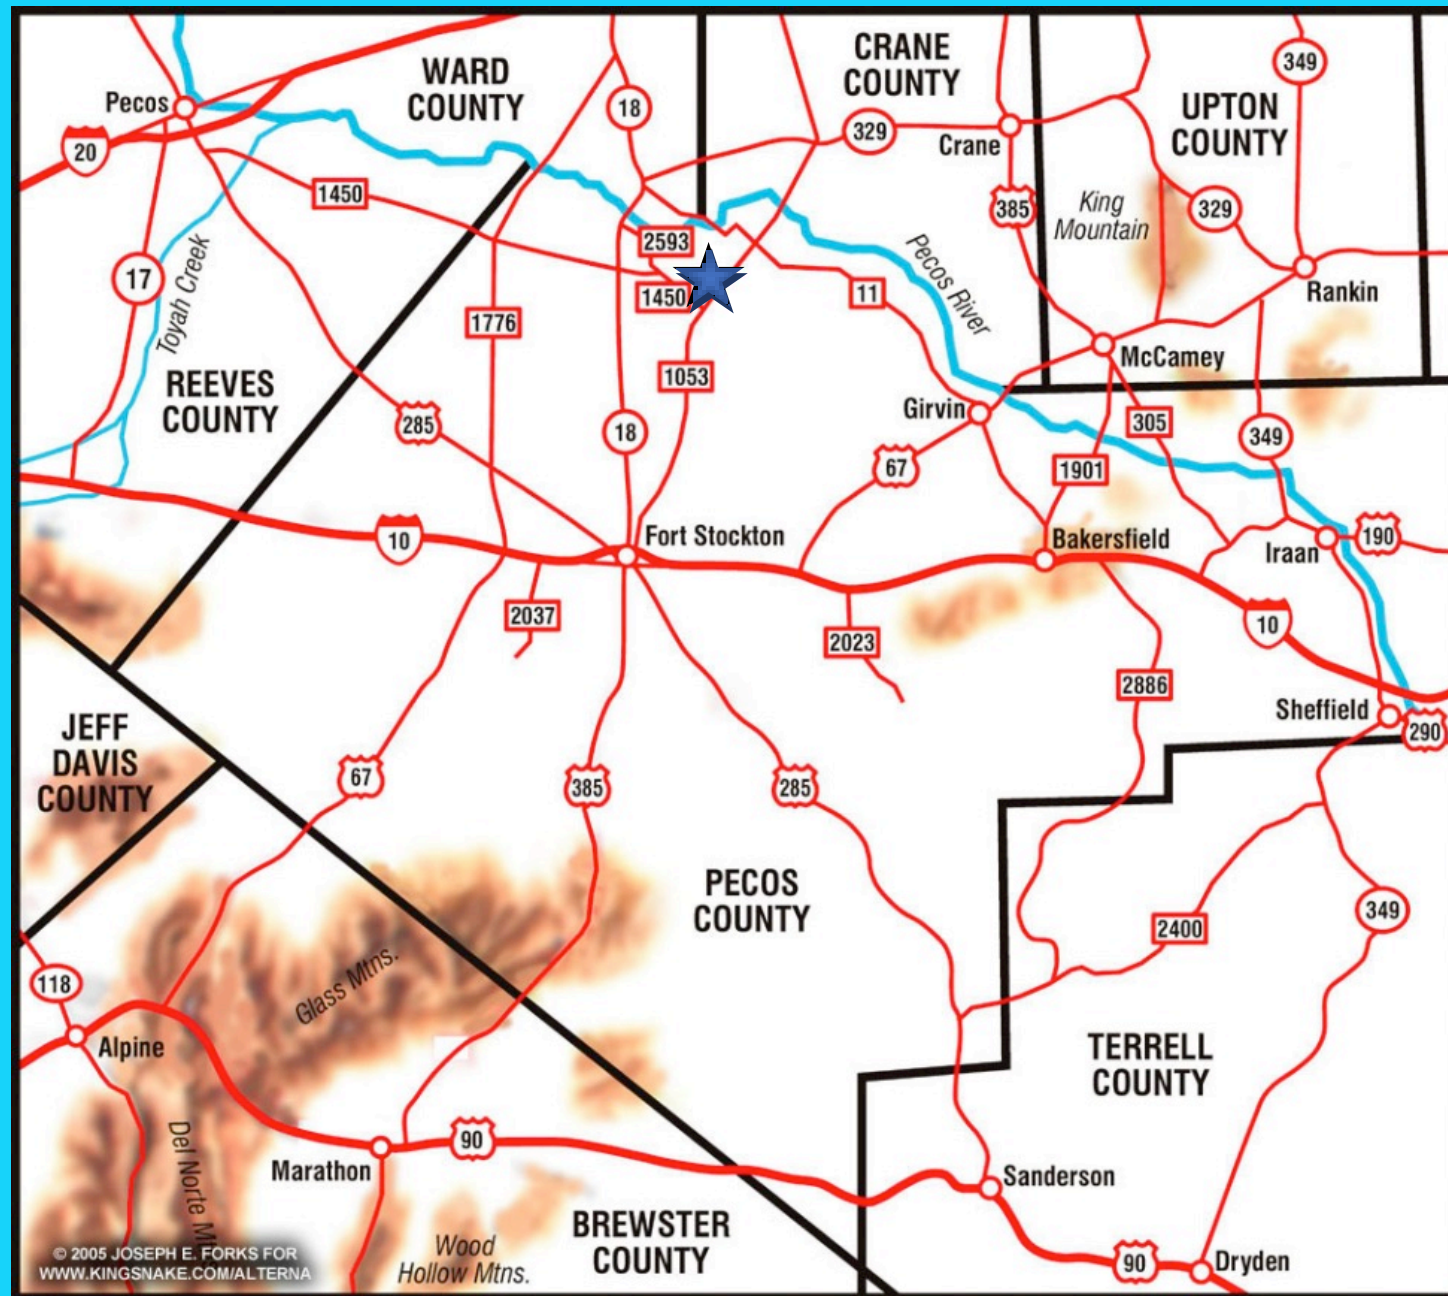 WARD
COUNTY
CRANE
COUNTY
349
Pecos
18
UPTON
COUNTY
20
329
Crane
1450
385
King
Mountain
329
2593
17
Toyah Creek
1450
11
Pecos River
Rankin
1776
McCamey
1053
REEVES
COUNTY
285
18
Girvin
305
349
67
1901
10
Fort Stockton
Bakersfield
190
Iraan
2037
2023
10
2886
Sheffield
290
JEFF
DAVIS
COUNTY
67
385
285
PECOS
COUNTY
349
2400
118
Glass Mtns.
Alpine
TERRELL
COUNTY
Del Norte
90
Marathon
Sanderson
BREWSTER
COUNTY
Wood
Hollow Mtns.
90
Dryden
© 2005 JOSEPH E. FORKS FOR
WWW.KINGSNAKE.COM/ALTERNA